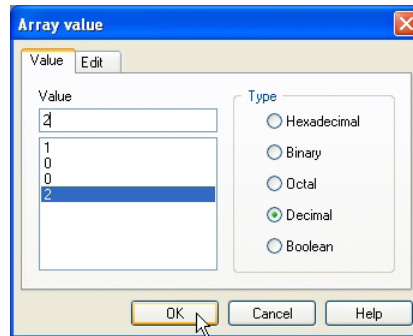 Array value
Value Edit
Value
2
1
0
0
2
Type
Hexadecimal
Binary
Octal
Decimal
Boolean
OK Cancel Help